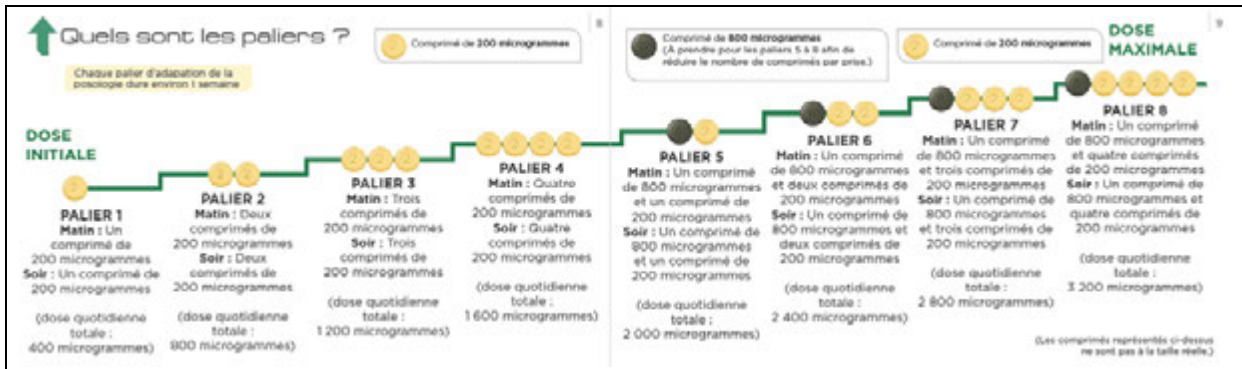 Quels sont les paliers ?
8
Comprimé de 200 microgrammes
Chaque palier d'adapation de la
posologie dure environ 1 semaine
Comprimé de 800 microgrammes
(À prendre pour les paliers 5 à 8 afin de
réduire le nombre de comprimés par prise.)
Comprimé de 200 microgrammes
9
DOSE
MAXIMALE
DOSE
INITIALE
PALIER 1
Matin : Un
comprimé de
200 microgrammes
Soir : Un comprimé de
200 microgrammes
(dose quotidienne
totale :
400 microgrammes)
PALIER 2
Matin : Deux
comprimés de
200 microgrammes
Soir : Deux
comprimés de
200 microgrammes
(dose quotidienne
totale :
800 microgrammes)
PALIER 3
Matin : Trois
comprimés de
200 microgrammes
Soir : Trois
comprimés de
200 microgrammes
(dose quotidienne
totale :
1 200 microgrammes)
PALIER 4
Matin : Quatre
comprimés de
200 microgrammes
Soir : Quatre
comprimés de
200 microgrammes
(dose quotidienne
totale :
1 600 microgrammes)
PALIER 5
Matin : Un comprimé
de 800 microgrammes
et un comprimé de
200 microgrammes
Soir : Un comprimé de
800 microgrammes
et un comprimé de
200 microgrammes
(dose quotidienne
totale :
2 000 microgrammes)
PALIER 6
Matin : Un comprimé
de 800 microgrammes
et deux comprimés de
200 microgrammes
Soir : Un comprimé de
800 microgrammes et
deux comprimés de
200 microgrammes
(dose quotidienne
totale :
2 400 microgrammes)
PALIER 7
Matin : Un comprimé
de 800 microgrammes
et trois comprimés de
200 microgrammes
Soir : Un comprimé de
800 microgrammes
et trois comprimés de
200 microgrammes
(dose quotidienne
totale :
2 800 microgrammes)
PALIER 8
Matin : Un comprimé
de 800 microgrammes
et quatre comprimés
de 200 microgrammes
Soir : Un comprimé de
800 microgrammes et
quatre comprimés de
200 microgrammes
(dose quotidienne
totale :
3 200 microgrammes)
(Les comprimés représentés ci-dessus
ne sont pas à la taille réelle.)